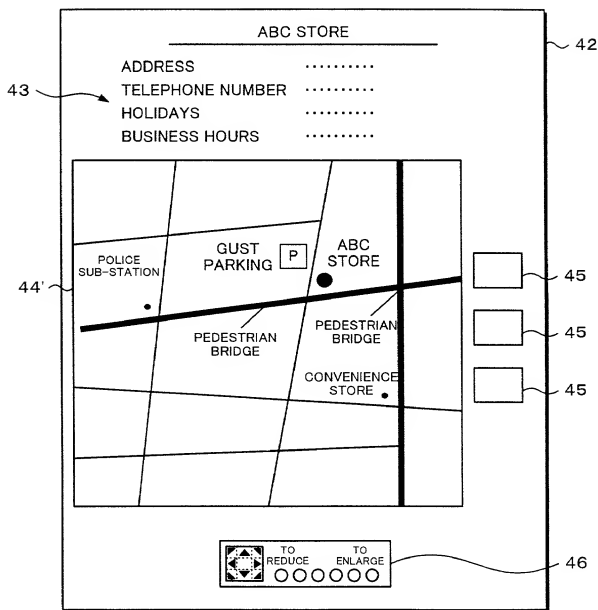 ABC STORE
42
ADDRESS ..........
43
TELEPHONE NUMBER ..........
HOLIDAYS ..........
BUSINESS HOURS ..........
GUST
PARKING
P
ABC
STORE
POLICE
SUB-STATION
44'
45
PEDESTRIAN
BRIDGE
PEDESTRIAN
BRIDGE
45
CONVENIENCE
STORE
45
TO
REDUCE
TO
ENLARGE
46